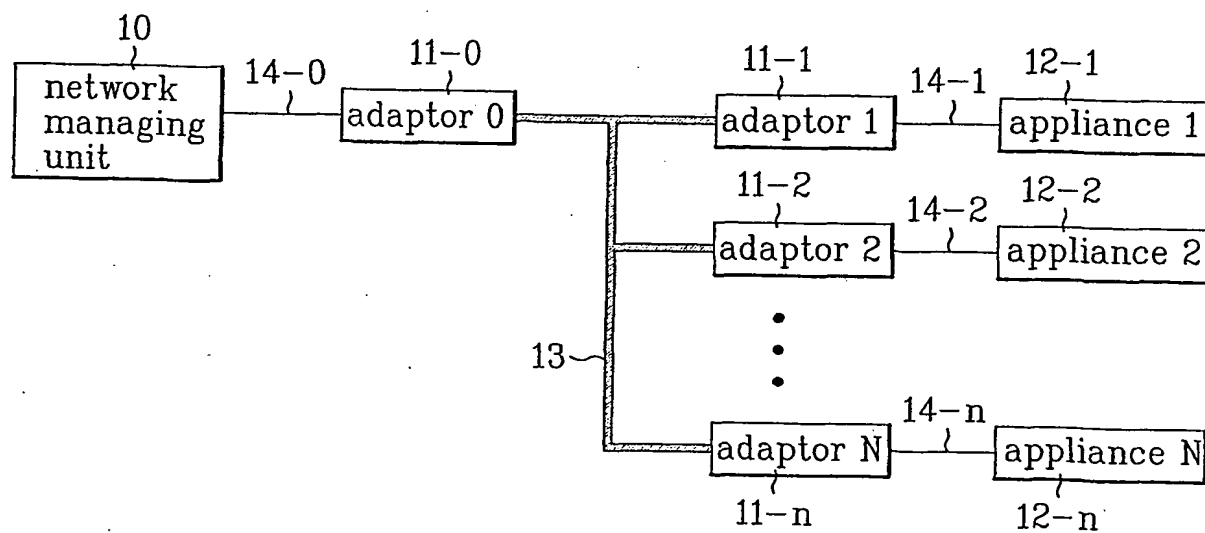 10
network
managing
unit
14-0
11-0
adaptor 0
11-1
adaptor 1
14-1
12-1
appliance 1
11-2
adaptor 2
14-2
12-2
appliance 2
13
adaptor N
11-n
14-n
appliance N
12-n